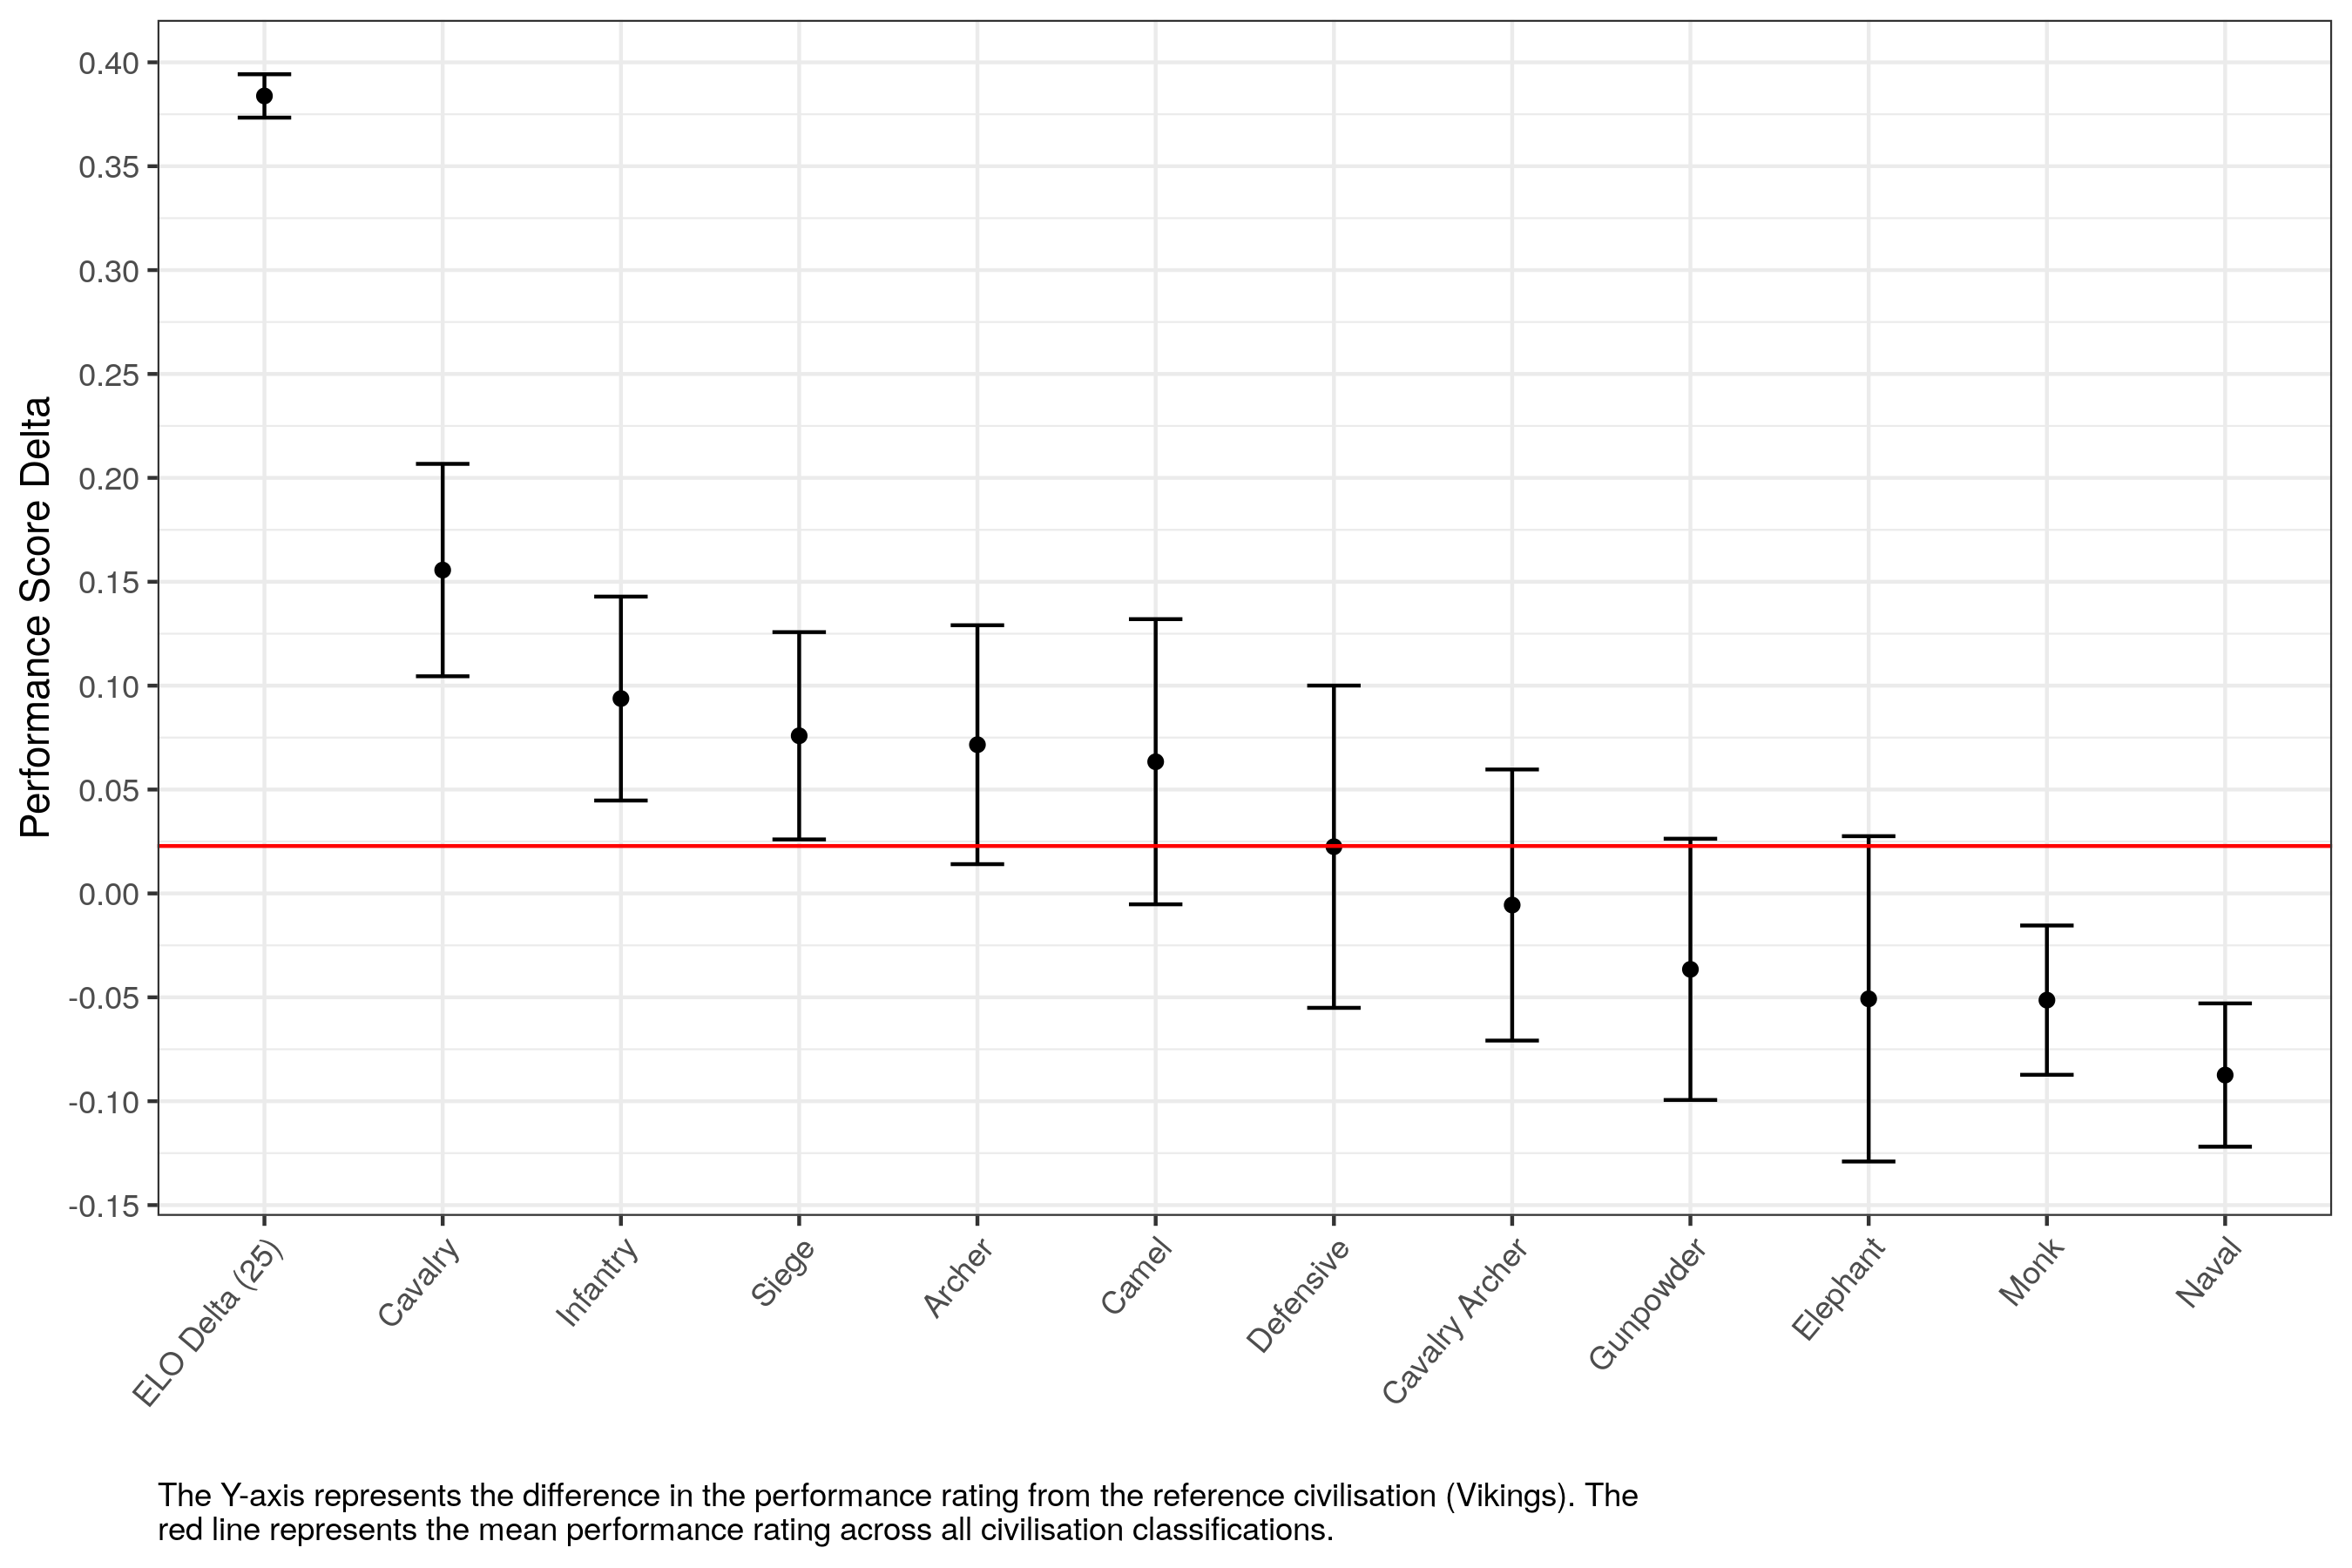 Performance Score Delta
0.40
0.35
0.30
0.25
0.20
0.15
0.10
0.05
0.00
-0.05
-0.10
-0.15
ELO Delta (25)
Cavalry
Infantry
Siege
Archer
Camel
Defensive
Cavalry Archer
Gunpowder
Elephant
Monk
Naval
The Y-axis represents the difference in the performance rating from the reference civilisation (Vikings). The
red line represents the mean performance rating across all civilisation classifications.